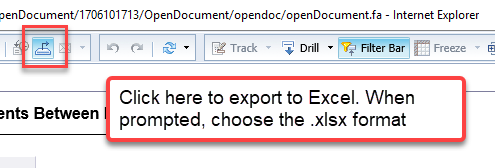 penDocument/1706101713/OpenDocument/opendoc/openDocument.fa - Internet Explorer
Track Drill Filter Bar Freeze
Click here to export to Excel. When
prompted, choose the .xlsx format
ents Between